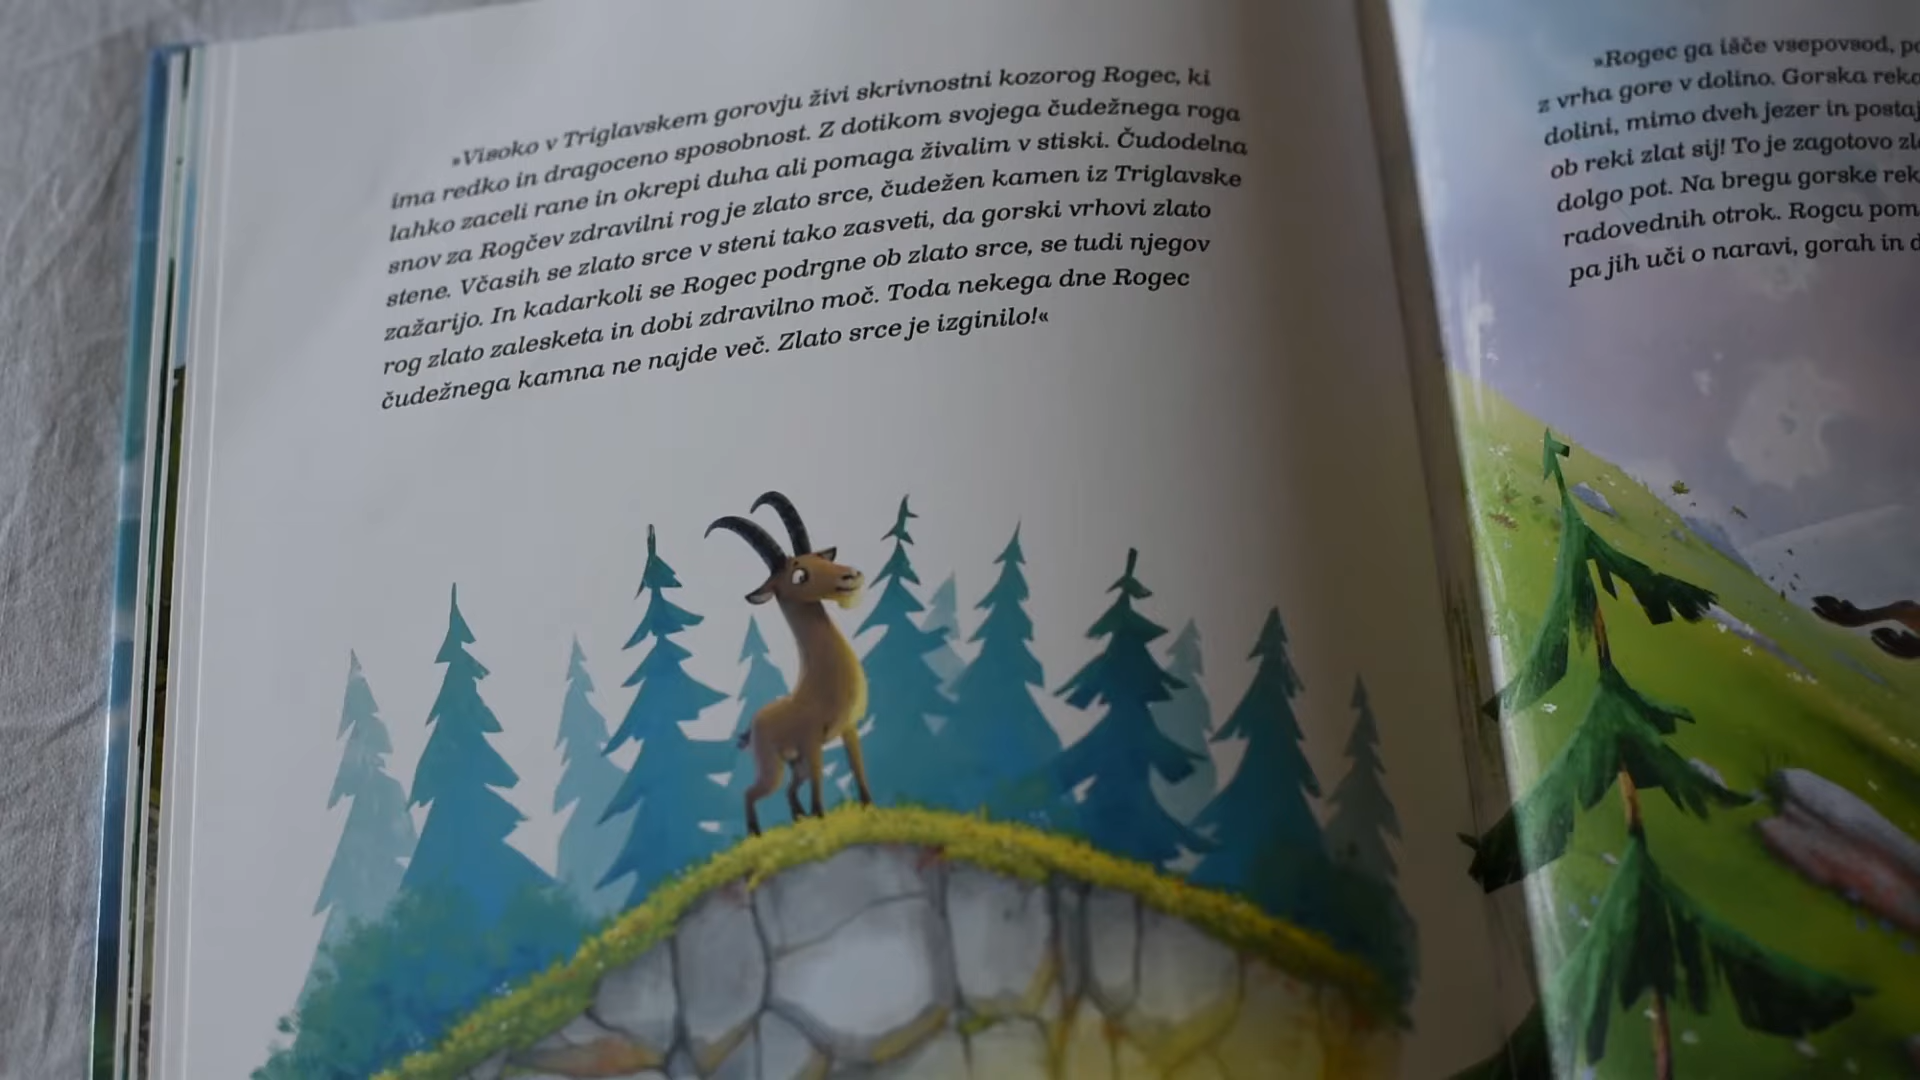 »Visoko v Triglavskem gorovju živi skrivnostni kozorog Rogec, ki
ima redko in dragoceno sposobnost. Z dotikom svojega čudežnega roga
lahko zaceli rane in okrepi duha ali pomaga živalim v stiski. Čudodelna
snov za Rogčev zdravilni rog je zlato srce, čudežen kamen iz Triglavske
stene. Včasih se zlato srce v steni tako zasveti, da gorski vrhovi zlato
zažarijo. In kadarkoli se Rogec podrgne ob zlato srce, se tudi njegov
rog zlato zalesketa in dobi zdravilno moč. Toda nekega dne Rogec
čudežnega kamna ne najde več. Zlato srce je izginilo!«
»Rogec ga išče vsepovsod, po
z vrha gore v dolino. Gorska reka
dolini, mimo dveh jezer in postaj
ob reki zlat sij! To je zagotovo zl
dolgo pot. Na bregu gorske rek
radovednih otrok. Rogcu pom
pa jih uči o naravi, gorah in d